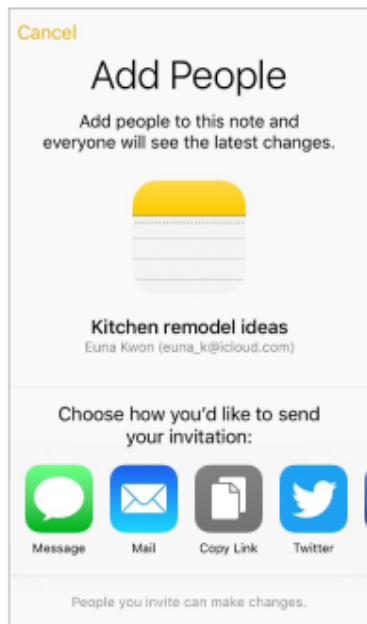 Cancel
Add People
Add people to this note and
everyone will see the latest changes.
Kitchen remodel ideas
Euna Kwon (euna_k@icloud.com)
Choose how you'd like to send
your invitation:
Message Mail Copy Link Twitter
People you invite can make changes.